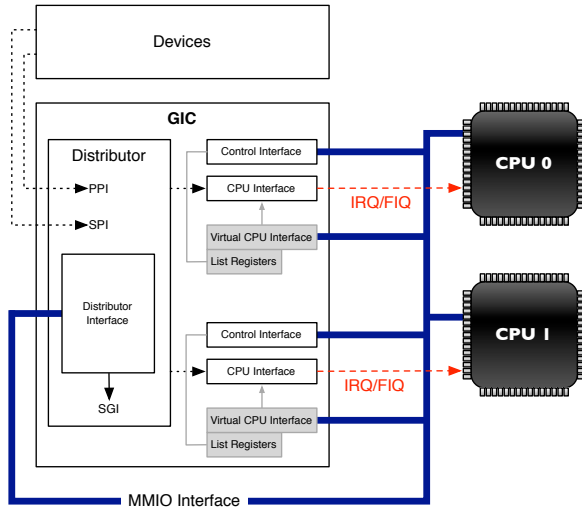 Devices
GIC
Distributor
PPI
SPI
Distributor
Interface
SGI
Control Interface
CPU Interface
Virtual CPU Interface
List Registers
IRQ/FIQ
CPU 0
Control Interface
CPU Interface
Virtual CPU Interface
List Registers
IRQ/FIQ
CPU 1
MMIO Interface